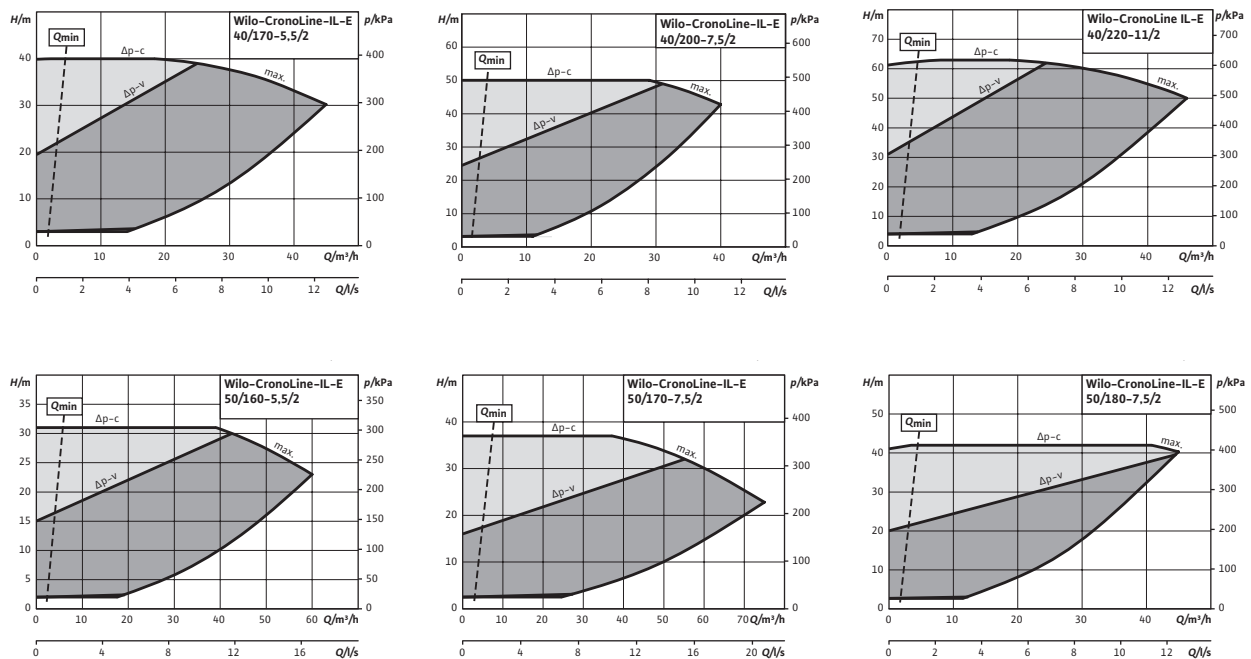 H/m
Qmin
Wilo-CronoLine-IL-E
40/170-5,5/2
p/kPa
Δp-c
max.
Δp-v
40
30
20
10
0
400
300
200
100
0
0 10 20 30 40 Q/m³/h
0 2 4 6 8 10 12 Q/l/s
H/m
Qmin
Wilo-CronoLine-IL-E
40/200-7,5/2
p/kPa
Δp-c
max.
Δp-v
60
50
40
30
20
10
0
600
500
400
300
200
100
0
0 10 20 30 40 Q/m³/h
0 2 4 6 8 10 12 Q/l/s
H/m
Qmin
Wilo-CronoLine IL-E
40/220-11/2
p/kPa
Δp-c
max.
Δp-v
70
60
50
40
30
20
10
0
700
600
500
400
300
200
100
0
0 10 20 30 40 Q/m³/h
0 2 4 6 8 10 12 Q/l/s
H/m
Qmin
Wilo-CronoLine-IL-E
50/160-5,5/2
p/kPa
Δp-c
max.
Δp-v
35
30
25
20
15
10
5
0
350
300
250
200
150
100
50
0
0 10 20 30 40 50 60 Q/m³/h
0 4 8 12 16 Q/l/s
H/m
Qmin
Wilo-CronoLine-IL-E
50/170-7,5/2
p/kPa
Δp-c
max.
Δp-v
40
30
20
10
0
400
300
200
100
0
0 10 20 30 40 50 60 70 Q/m³/h
0 4 8 12 16 20 Q/l/s
H/m
Qmin
Wilo-CronoLine-IL-E
50/180-7,5/2
p/kPa
Δp-c
max.
Δp-v
50
40
30
20
10
0
500
400
300
200
100
0
0 10 20 30 40 Q/m³/h
0 2 4 6 8 10 12 Q/l/s